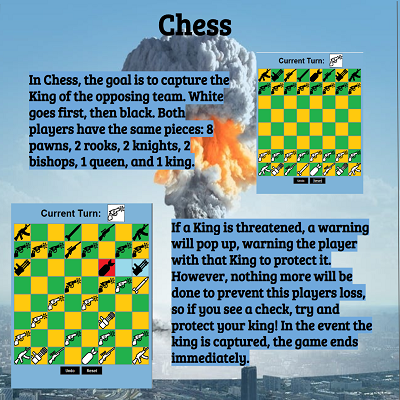 Chess
Current Turn:
In Chess, the goal is to capture the
King of the opposing team. White
goes first, then black. Both
players have the same pieces: 8
pawns, 2 rooks, 2 knights, 2
bishops, 1 queen, and 1 king.
Undo Reset
Current Turn:
If a King is threatened, a warning
will pop up, warning the player
with that King to protect it.
However, nothing more will be
done to prevent this players loss,
so if you see a check, try and
protect your king! In the event the
king is captured, the game ends
immediately.
Undo Reset